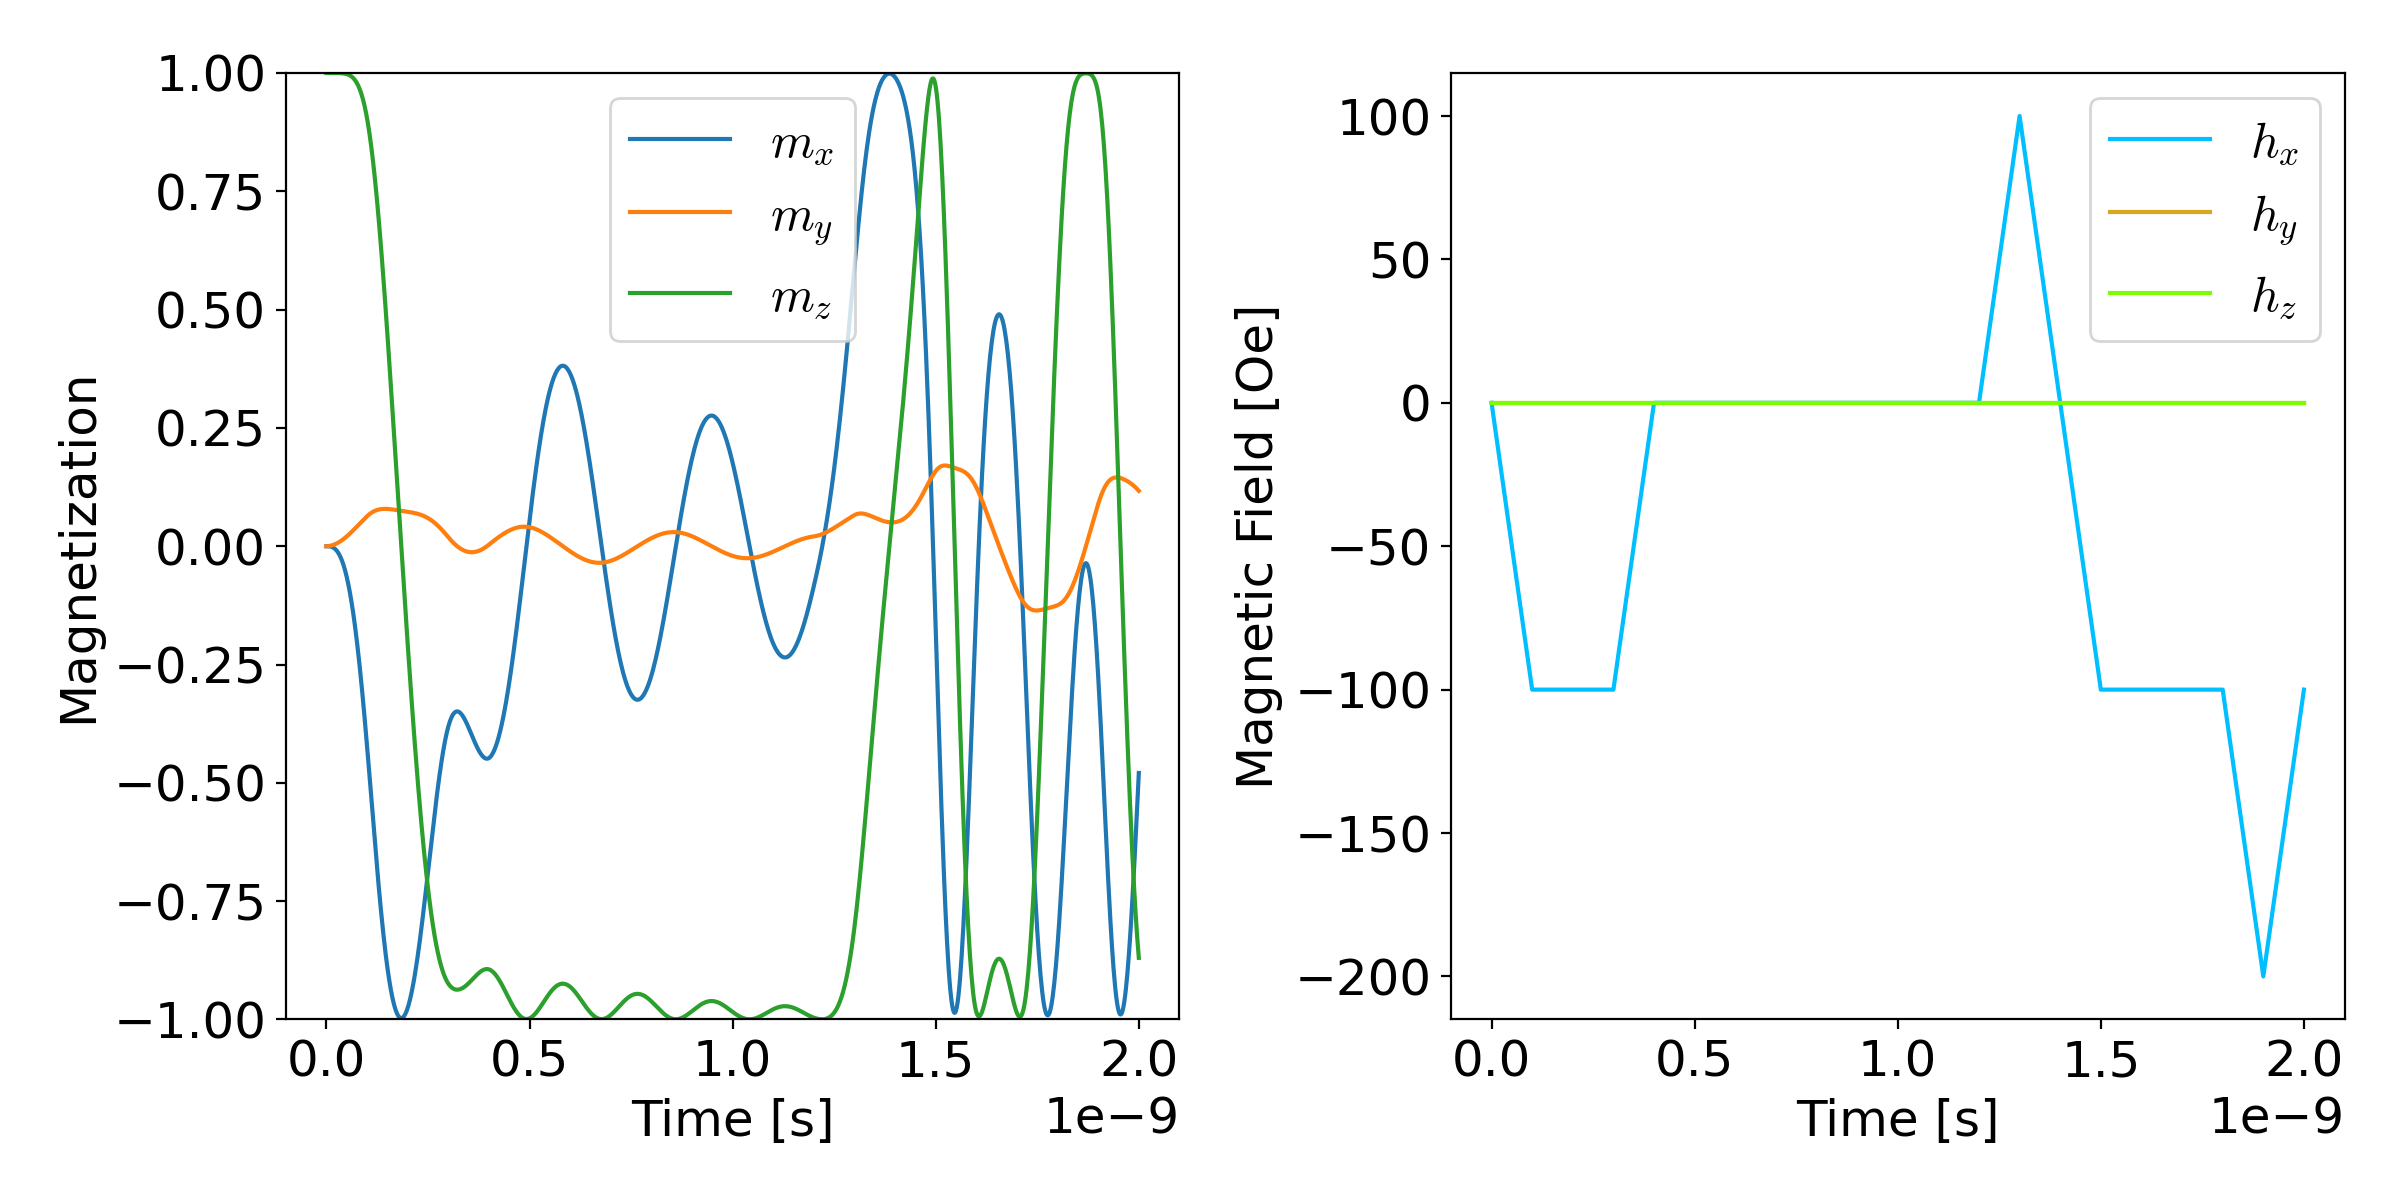 Magnetization
1.00
0.75
0.50
0.25
0.00
−0.25
−0.50
−0.75
−1.00
0.0 0.5 1.0 1.5 2.0
Time [s]
1e−9
m_x
m_y
m_z
Magnetic Field [Oe]
100
50
0
−50
−100
−150
−200
0.0 0.5 1.0 1.5 2.0
Time [s]
1e−9
h_x
h_y
h_z